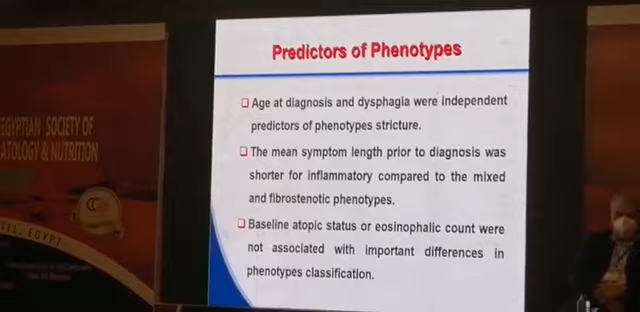 Predictors of Phenotypes
Age at diagnosis and dysphagia were independent
predictors of phenotypes stricture.
The mean symptom length prior to diagnosis was
shorter for inflammatory compared to the mixed
and fibrostenotic phenotypes.
Baseline atopic status or eosinophalic count were
not associated with important differences in
phenotypes classification.
EGYPTIAN SOCIETY OF
ATOLOGY & NUTRITION
EGYPT